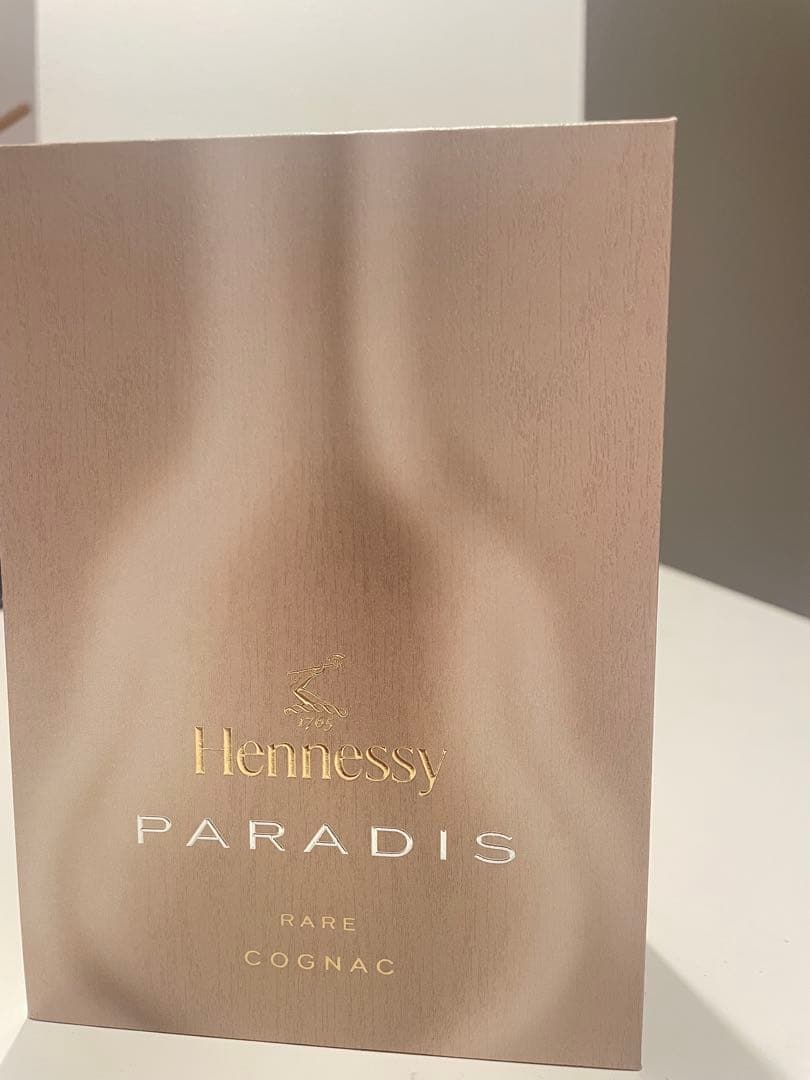 1765
Hennessy
PARADIS
RARE
COGNAC